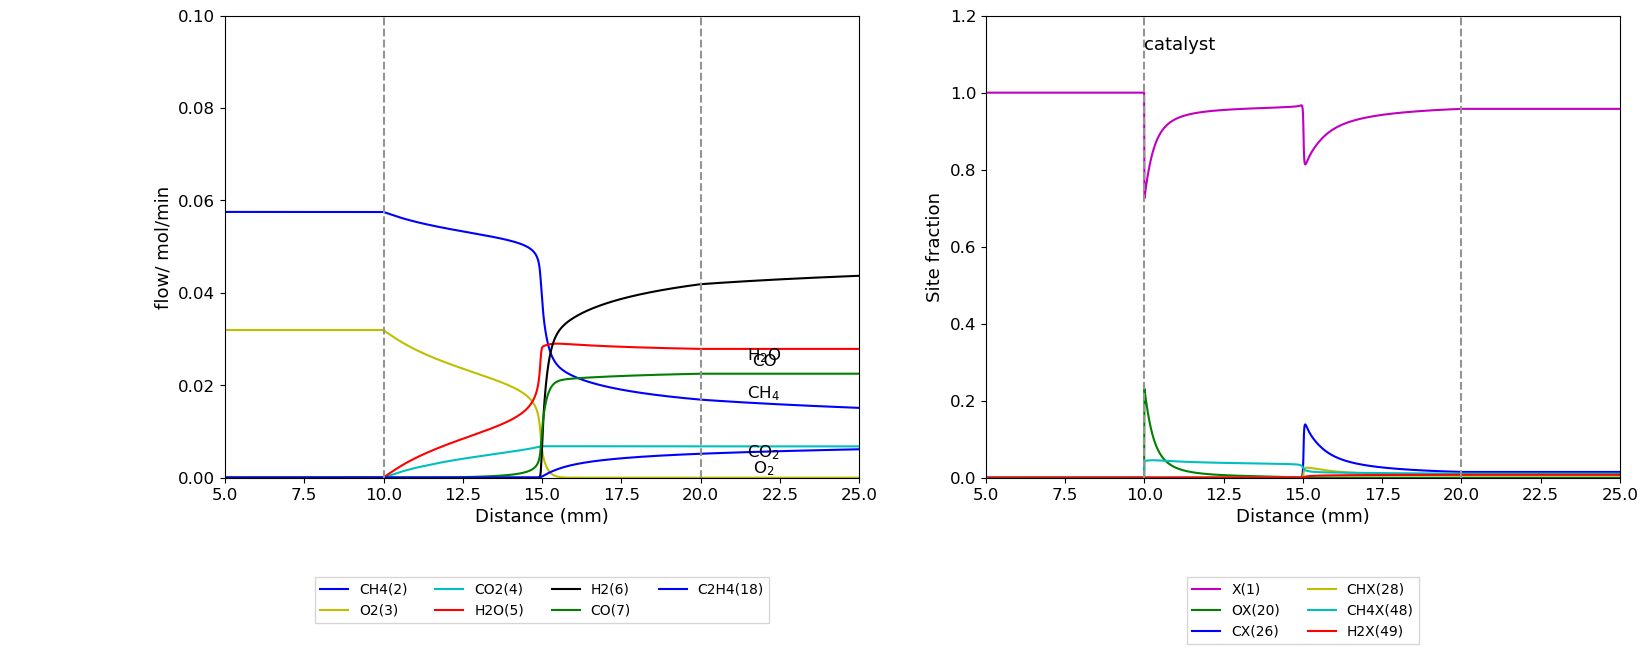 0.10
0.08
0.06
0.04
0.02
0.00
flow/ mol/min
H2O
CO
CH4
CO2
O2
5.0 7.5 10.0 12.5 15.0 17.5 20.0 22.5 25.0
Distance (mm)
CH4(2) CO2(4) H2(6) C2H4(18)
O2(3) H2O(5) CO(7)
1.2
1.0
0.8
0.6
0.4
0.2
0.0
Site fraction
catalyst
5.0 7.5 10.0 12.5 15.0 17.5 20.0 22.5 25.0
Distance (mm)
X(1) CHX(28)
OX(20) CH4X(48)
CX(26) H2X(49)